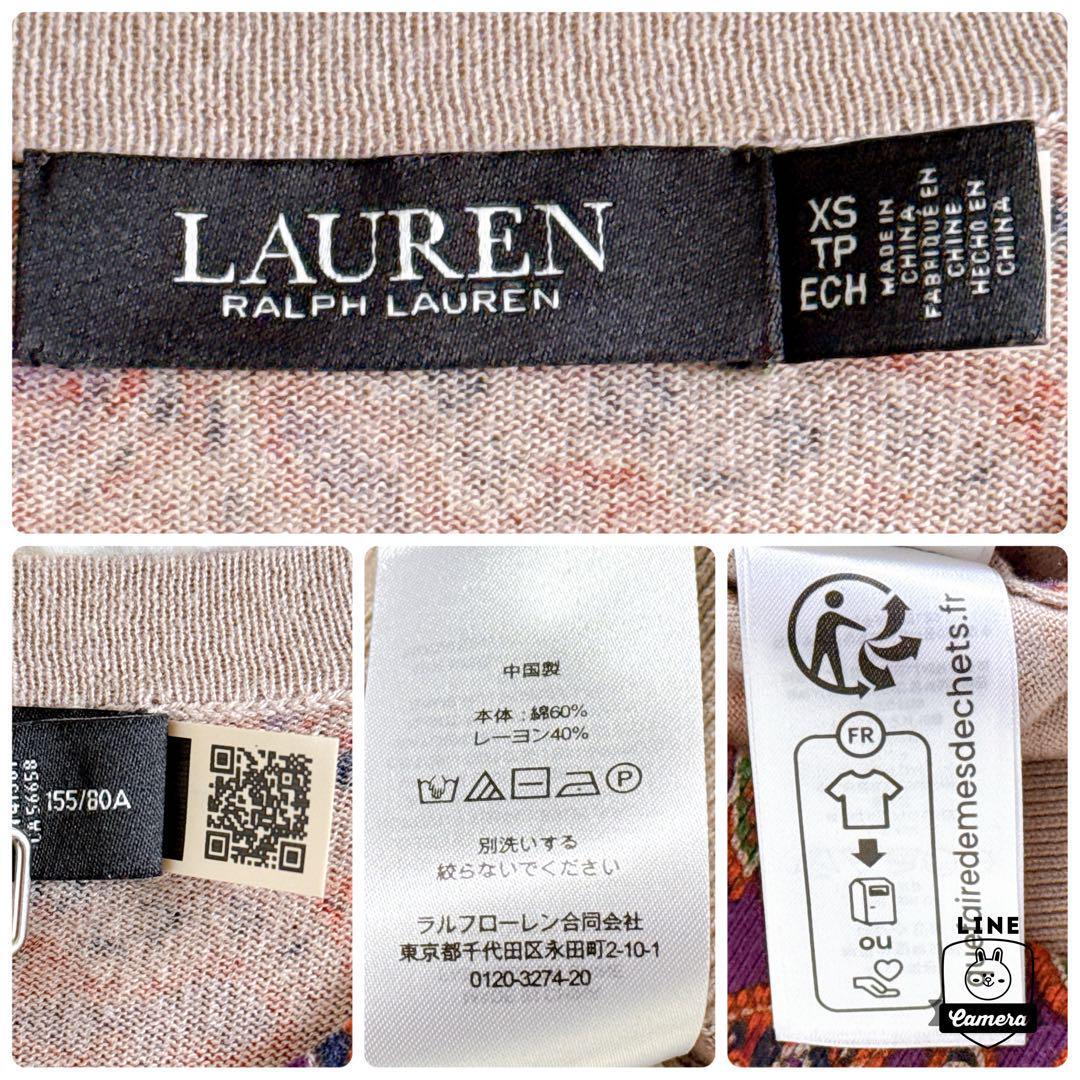 LAUREN
RALPH LAUREN
XS
TP
ECH
MADE IN
CHINA
FABRIQUÉ EN
CHINE
HECHO EN
CHINA
155/80A
中国製
本体:綿60%
レーヨン40%
P
別洗いする
絞らないでください
ラルフローレン合同会社
東京都千代田区永田町2-10-1
0120-3274-20
FR
ou
LINE
Camera